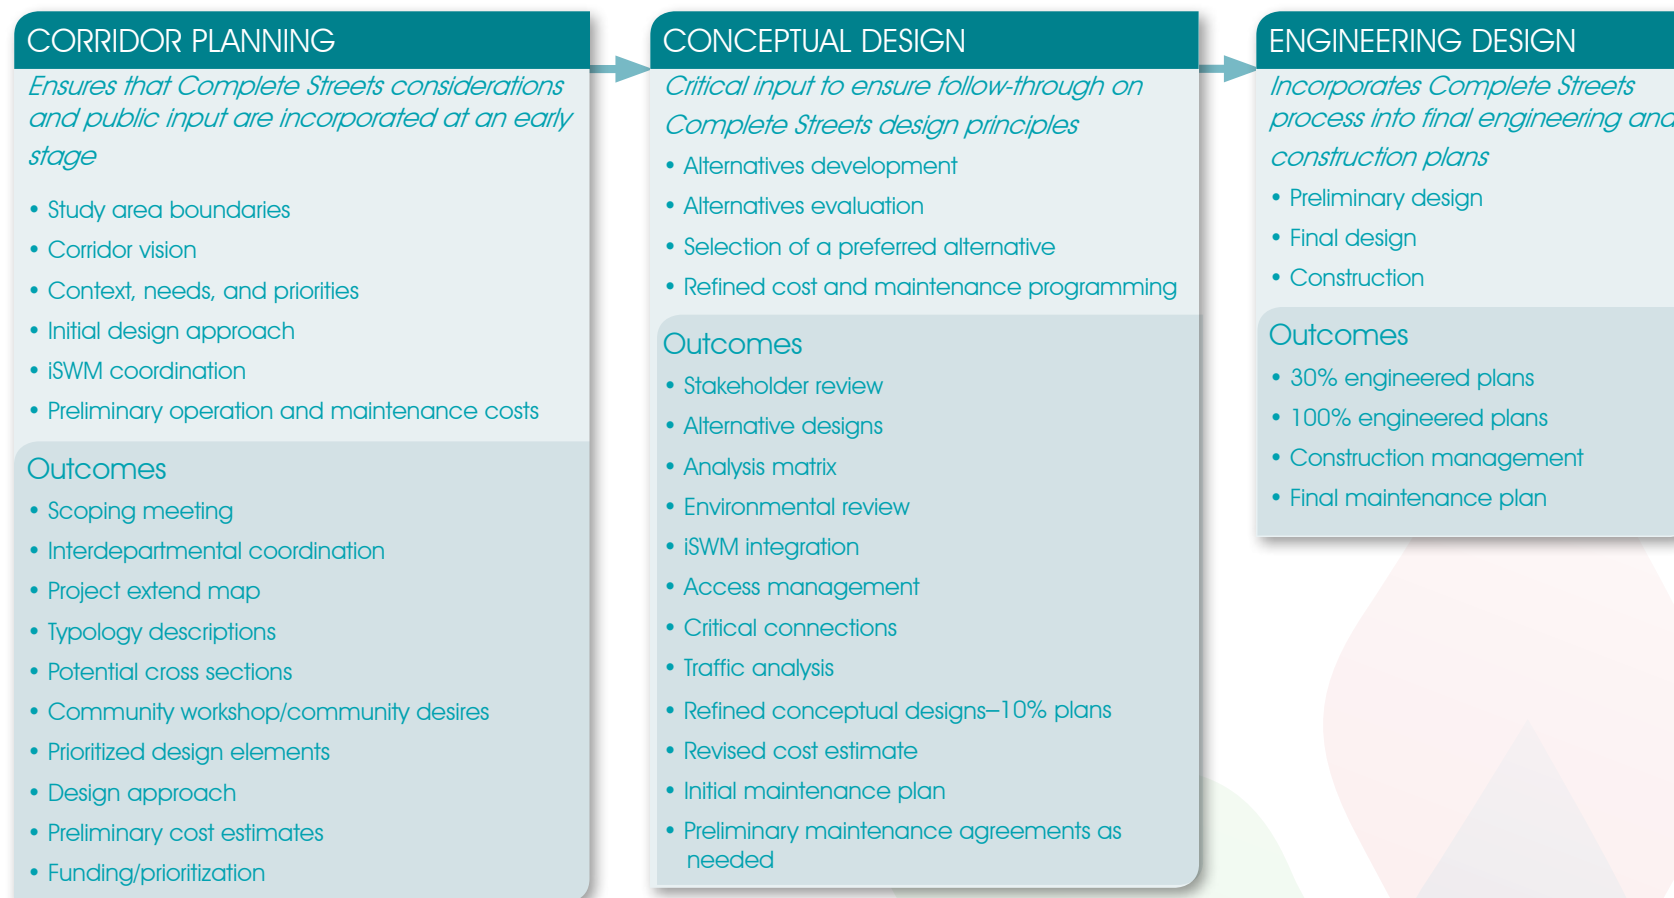 CORRIDOR PLANNING
Ensures that Complete Streets considerations
and public input are incorporated at an early
stage
• Study area boundaries
• Corridor vision
• Context, needs, and priorities
• Initial design approach
• iSWM coordination
• Preliminary operation and maintenance costs
Outcomes
• Scoping meeting
• Interdepartmental coordination
• Project extend map
• Typology descriptions
• Potential cross sections
• Community workshop/community desires
• Prioritized design elements
• Design approach
• Preliminary cost estimates
• Funding/prioritization
CONCEPTUAL DESIGN
Critical input to ensure follow-through on
Complete Streets design principles
• Alternatives development
• Alternatives evaluation
• Selection of a preferred alternative
• Refined cost and maintenance programming
Outcomes
• Stakeholder review
• Alternative designs
• Analysis matrix
• Environmental review
• iSWM integration
• Access management
• Critical connections
• Traffic analysis
• Refined conceptual designs—10% plans
• Revised cost estimate
• Initial maintenance plan
• Preliminary maintenance agreements as
needed
ENGINEERING DESIGN
Incorporates Complete Streets
process into final engineering and
construction plans
• Preliminary design
• Final design
• Construction
Outcomes
• 30% engineered plans
• 100% engineered plans
• Construction management
• Final maintenance plan